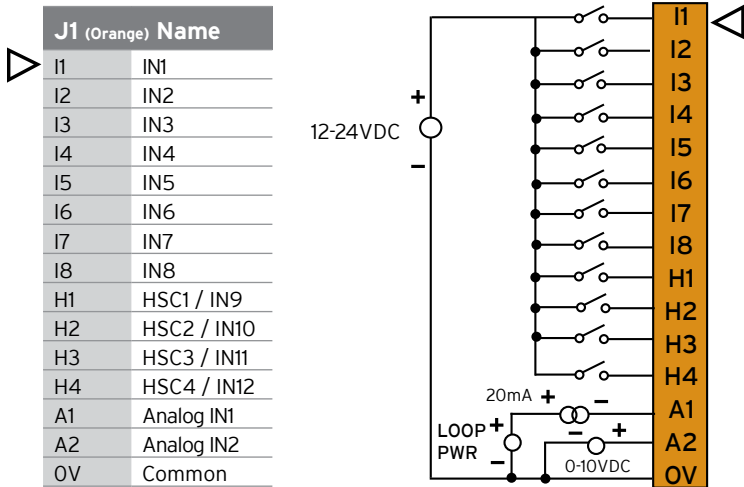 J1 (Orange) Name
I1 IN1
I2 IN2
I3 IN3
I4 IN4
I5 IN5
I6 IN6
I7 IN7
I8 IN8
H1 HSC1 / IN9
H2 HSC2 / IN10
H3 HSC3 / IN11
H4 HSC4 / IN12
A1 Analog IN1
A2 Analog IN2
0V Common
+
12-24VDC
−
I1
I2
I3
I4
I5
I6
I7
I8
H1
H2
H3
H4
20mA + −
A1
LOOP +
PWR
−
− +
A2
0-10VDC
0V